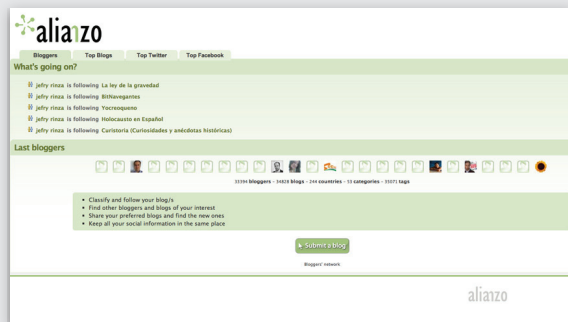 alianzo
Bloggers Top Blogs Top Twitter Top Facebook
What's going on?
jefry rinza is following La ley de la gravedad
jefry rinza is following BitNavegantes
jefry rinza is following Yocreoqueno
jefry rinza is following Holocausto en Español
jefry rinza is following Curistoria (Curiosidades y anécdotas históricas)
Last bloggers
33394 bloggers - 34828 blogs - 244 countries - 53 categories - 35071 tags
Classify and follow your blog/s
Find other bloggers and blogs of your interest
Share your preferred blogs and find the new ones
Keep all your social information in the same place
Submit a blog
Bloggers' network
alianzo